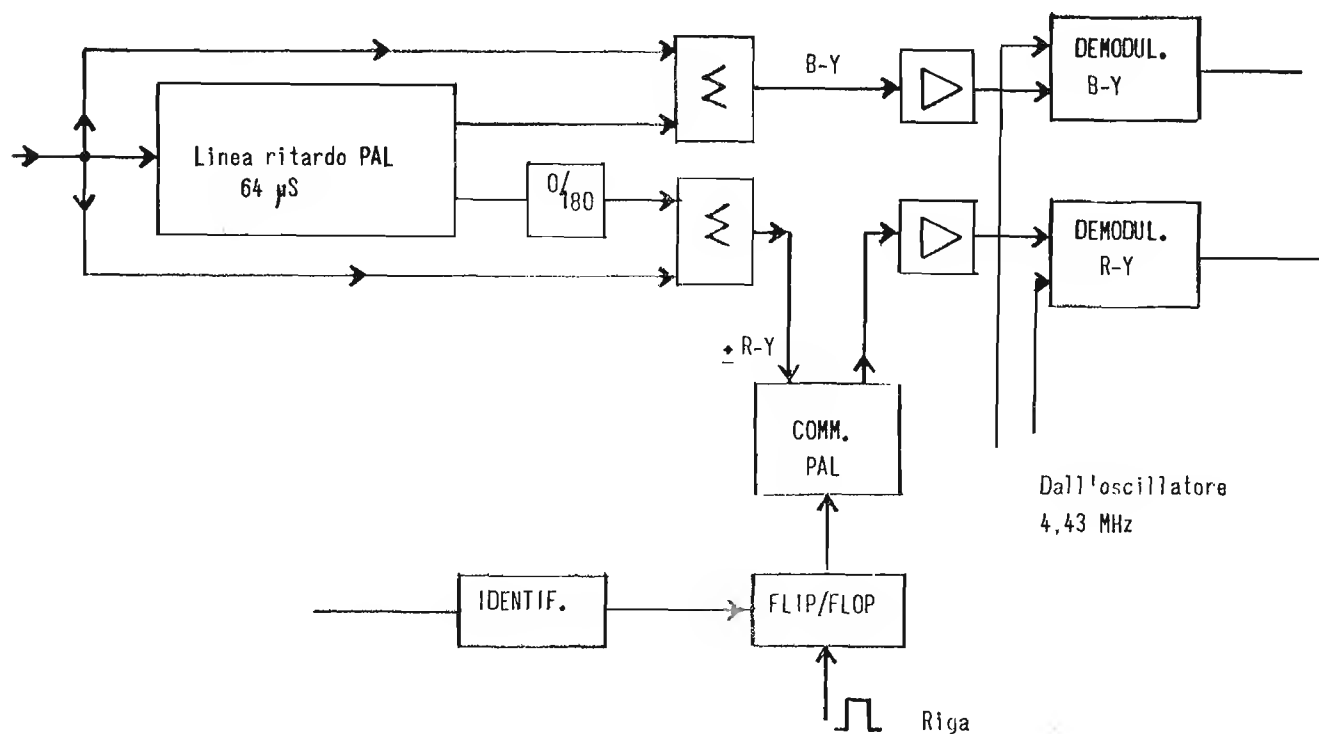 B-Y
DEMODUL.
B-Y
Linea ritardo PAL
64 µS
0/180
Σ
Σ
DEMODUL.
R-Y
± R-Y
COMM.
PAL
Dall'oscillatore
4,43 MHz
IDENTIF.
FLIP/FLOP
Riga